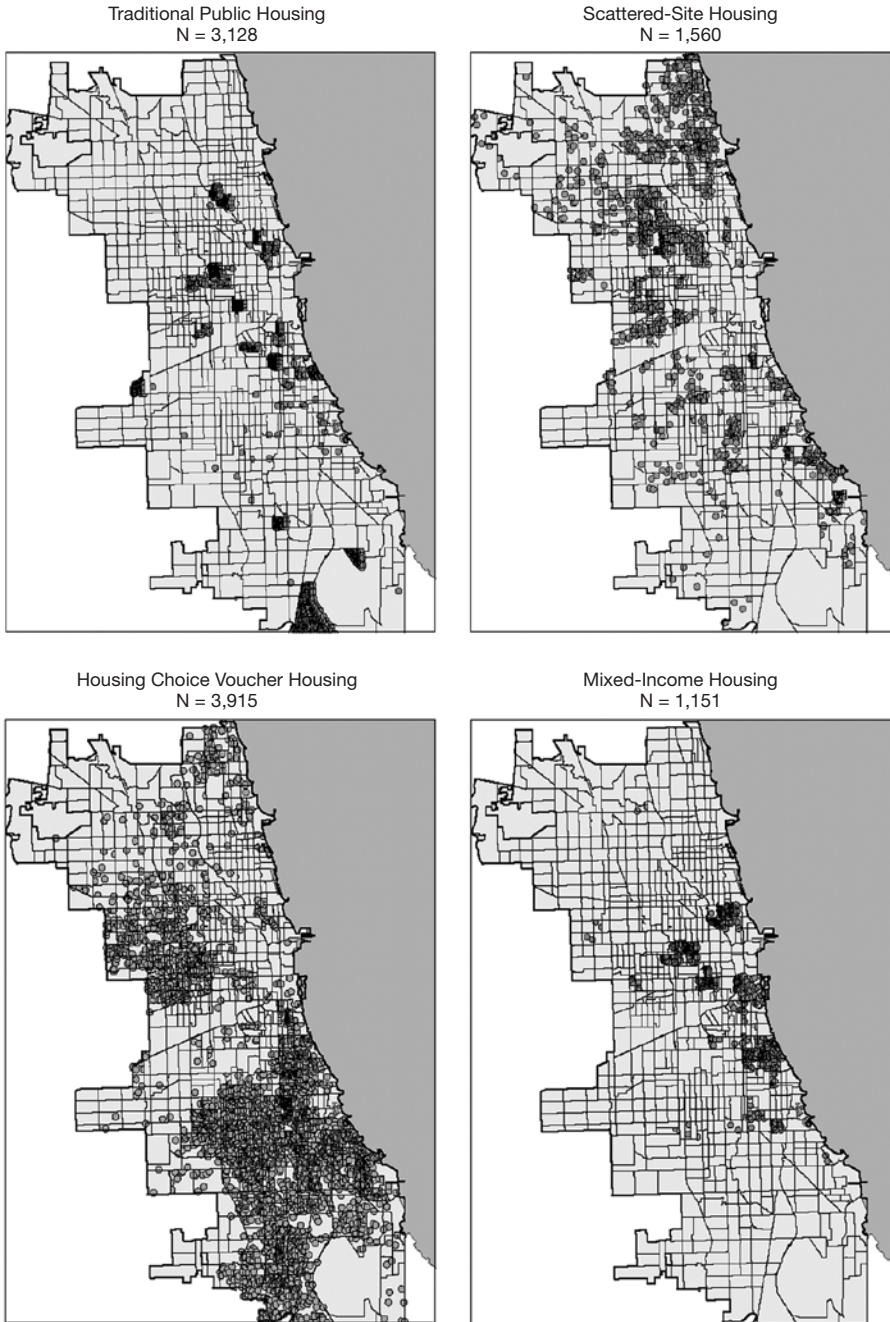 Traditional Public Housing
N = 3,128
Scattered-Site Housing
N = 1,560
Housing Choice Voucher Housing
N = 3,915
Mixed-Income Housing
N = 1,151